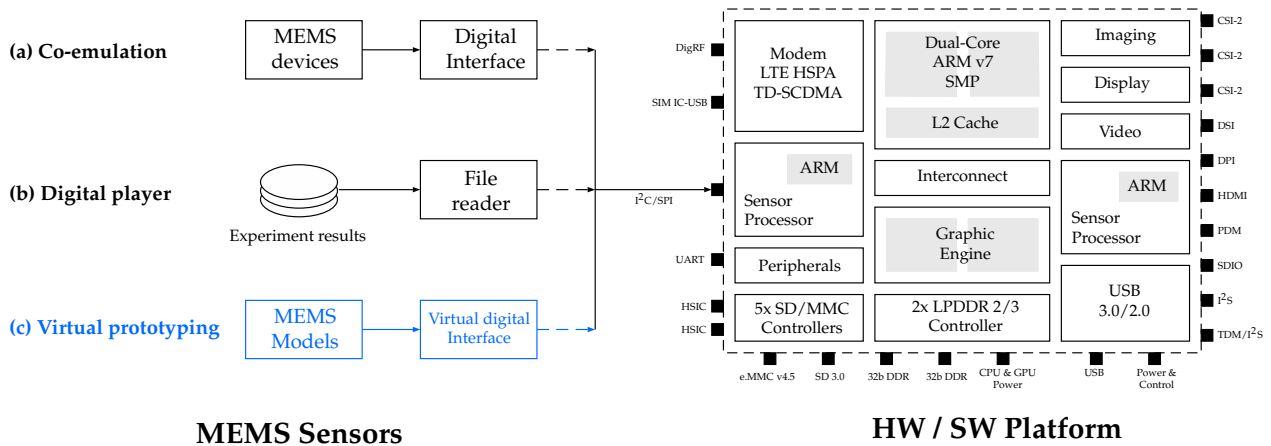 (a) Co-emulation
MEMS
devices
Digital
Interface
(b) Digital player
Experiment results
File
reader
I²C/SPI
(c) Virtual prototyping
MEMS
Models
Virtual digital
Interface
MEMS Sensors
DigRF
SIM IC-USB
UART
HSIC
HSIC
Modem
LTE HSPA
TD-SCDMA
Dual-Core
ARM v7
SMP
L2 Cache
Imaging
Display
Video
ARM
Sensor
Processor
Interconnect
ARM
Sensor
Processor
Graphic
Engine
Peripherals
5x SD/MMC
Controllers
2x LPDDR 2/3
Controller
USB
3.0/2.0
CSI-2
CSI-2
CSI-2
DSI
DPI
HDMI
PDM
SDIO
I²S
TDM/I²S
e.MMC v4.5
SD 3.0
32b DDR
32b DDR
CPU & GPU
Power
USB
Power &
Control
HW / SW Platform